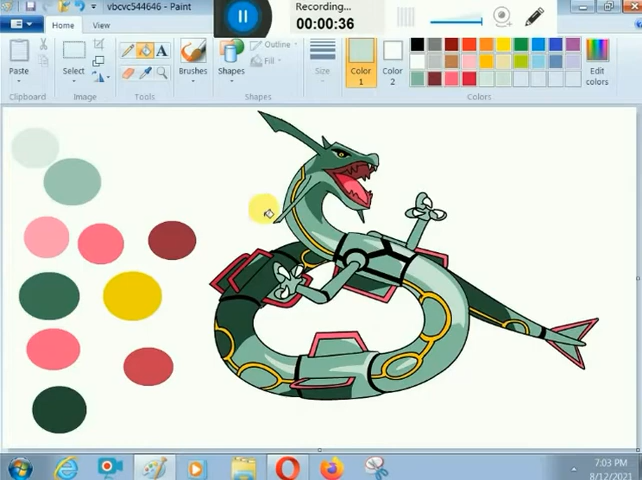 vbcvc544646 - Paint
Recording...
00:00:36
Home
View
Paste
Select
Brushes
Shapes
Outline
Fill
Size
Color
1
Color
2
Edit
colors
Clipboard
Image
Tools
Shapes
Colors
7:03 PM
8/12/2021